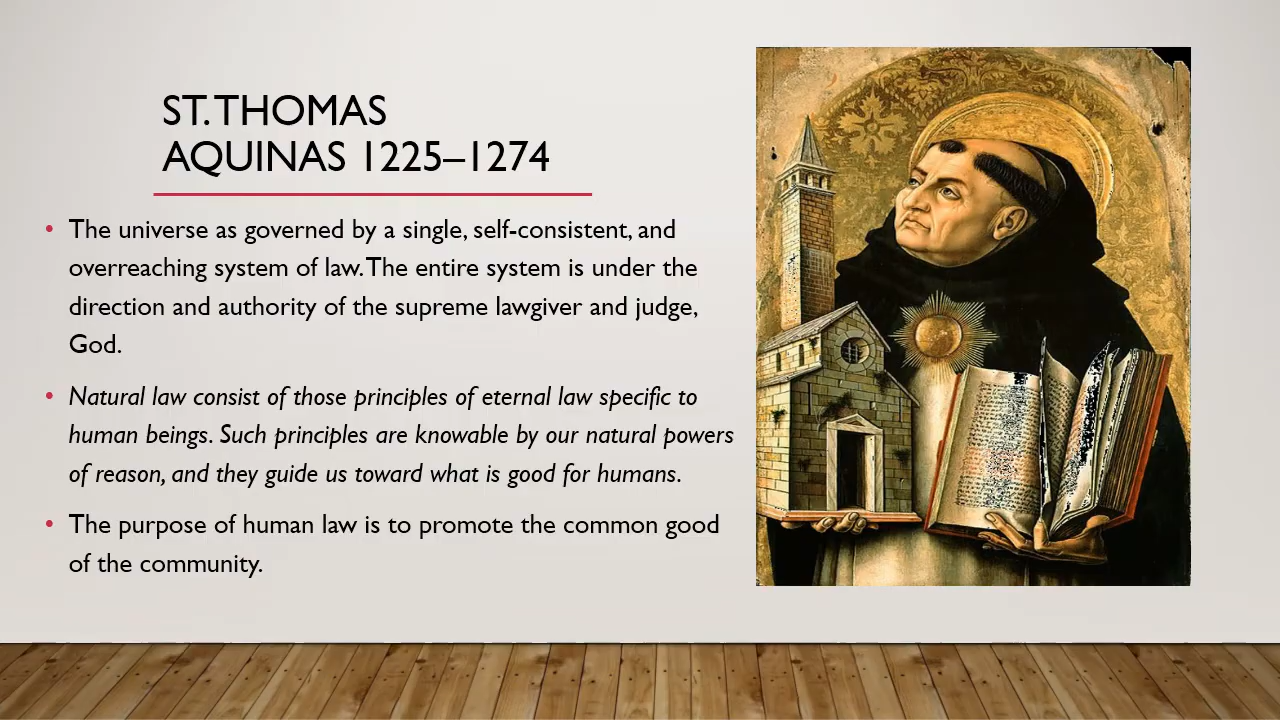 ST. THOMAS
AQUINAS 1225–1274
• The universe as governed by a single, self-consistent, and
overreaching system of law. The entire system is under the
direction and authority of the supreme lawgiver and judge,
God.
• Natural law consist of those principles of eternal law specific to
human beings. Such principles are knowable by our natural powers
of reason, and they guide us toward what is good for humans.
• The purpose of human law is to promote the common good
of the community.